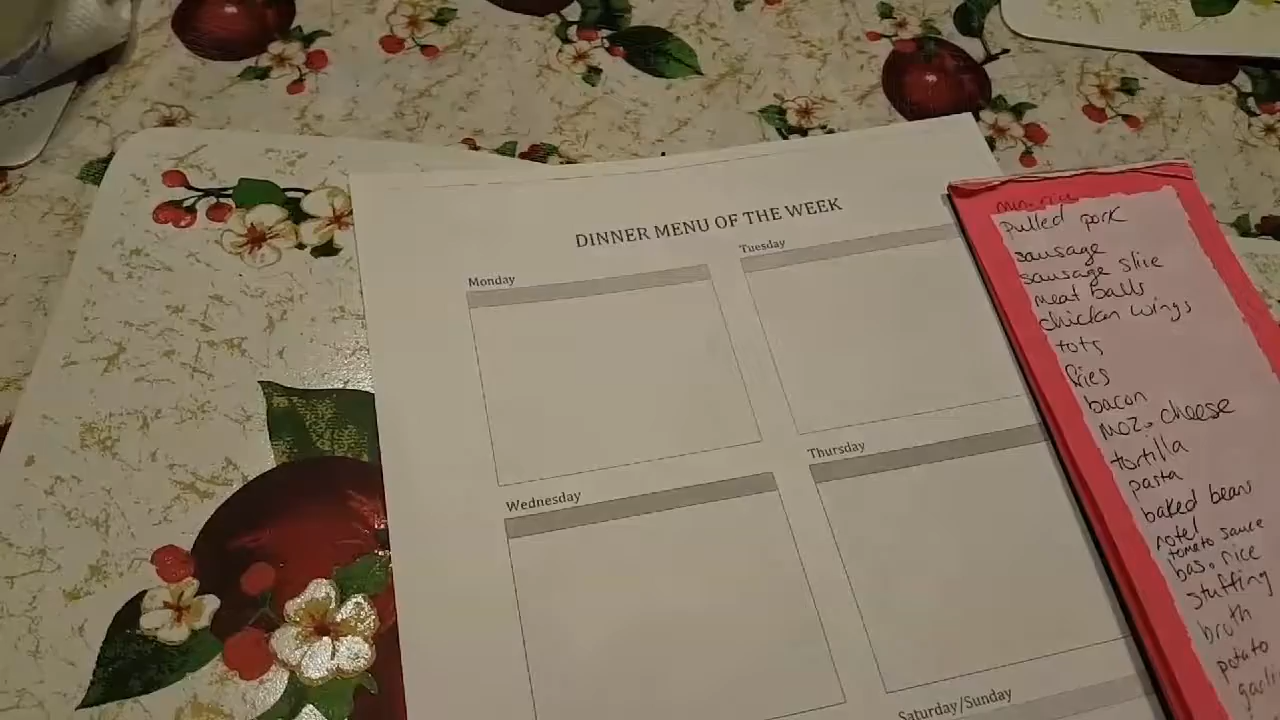 DINNER MENU OF THE WEEK
Monday
Tuesday
Wednesday
Thursday
Saturday/Sunday
pulled pork
sausage
sausage slice
meat balls
chicken wings
tots
fries
bacon
moz. cheese
tortilla
pasta
baked beans
rotel
tomato sauce
bas. rice
stuffing
broth
potato